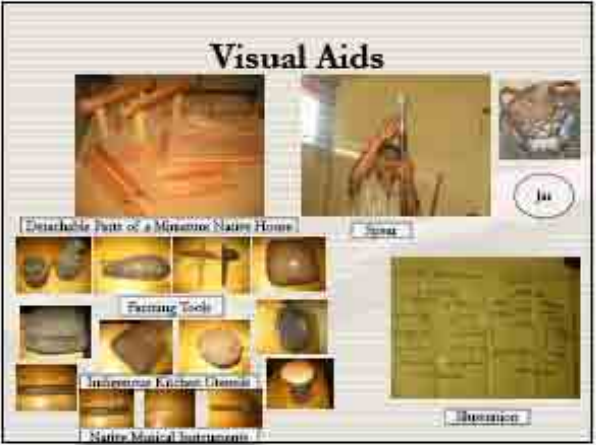 Visual Aids
Detachable Parts of a Miniature Native House
Spear
Jar
Farming Tools
Indigenous Kitchen Utensils
Native Musical Instruments
Illustration